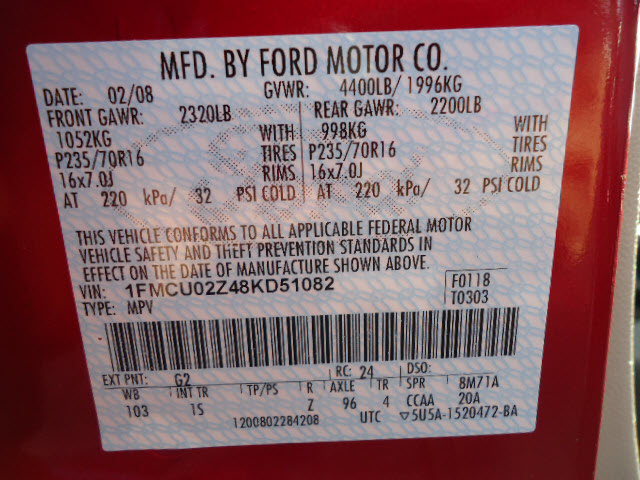 MFD. BY FORD MOTOR CO.
DATE: 02/08 GVWR: 4400LB/ 1996KG
FRONT GAWR: 2320LB REAR GAWR: 2200LB
1052KG WITH 998KG WITH
P235/70R16 TIRES P235/70R16 TIRES
16x7.0J RIMS 16x7.0J RIMS
AT 220 kPa/ 32 PSI COLD AT 220 kPa/ 32 PSI COLD
THIS VEHICLE CONFORMS TO ALL APPLICABLE FEDERAL MOTOR
VEHICLE SAFETY AND THEFT PREVENTION STANDARDS IN
EFFECT ON THE DATE OF MANUFACTURE SHOWN ABOVE.
VIN: 1FMCU02Z48KD51082 F0118
TYPE: MPV T0303
EXT PNT: G2 RC: 24 DSO:
WB INT TR TP/PS R AXLE TR SPR 8M71A
103 1S Z 96 4 CCAA 20A
1200802284208 UTC ▽5U5A-1520472-BA